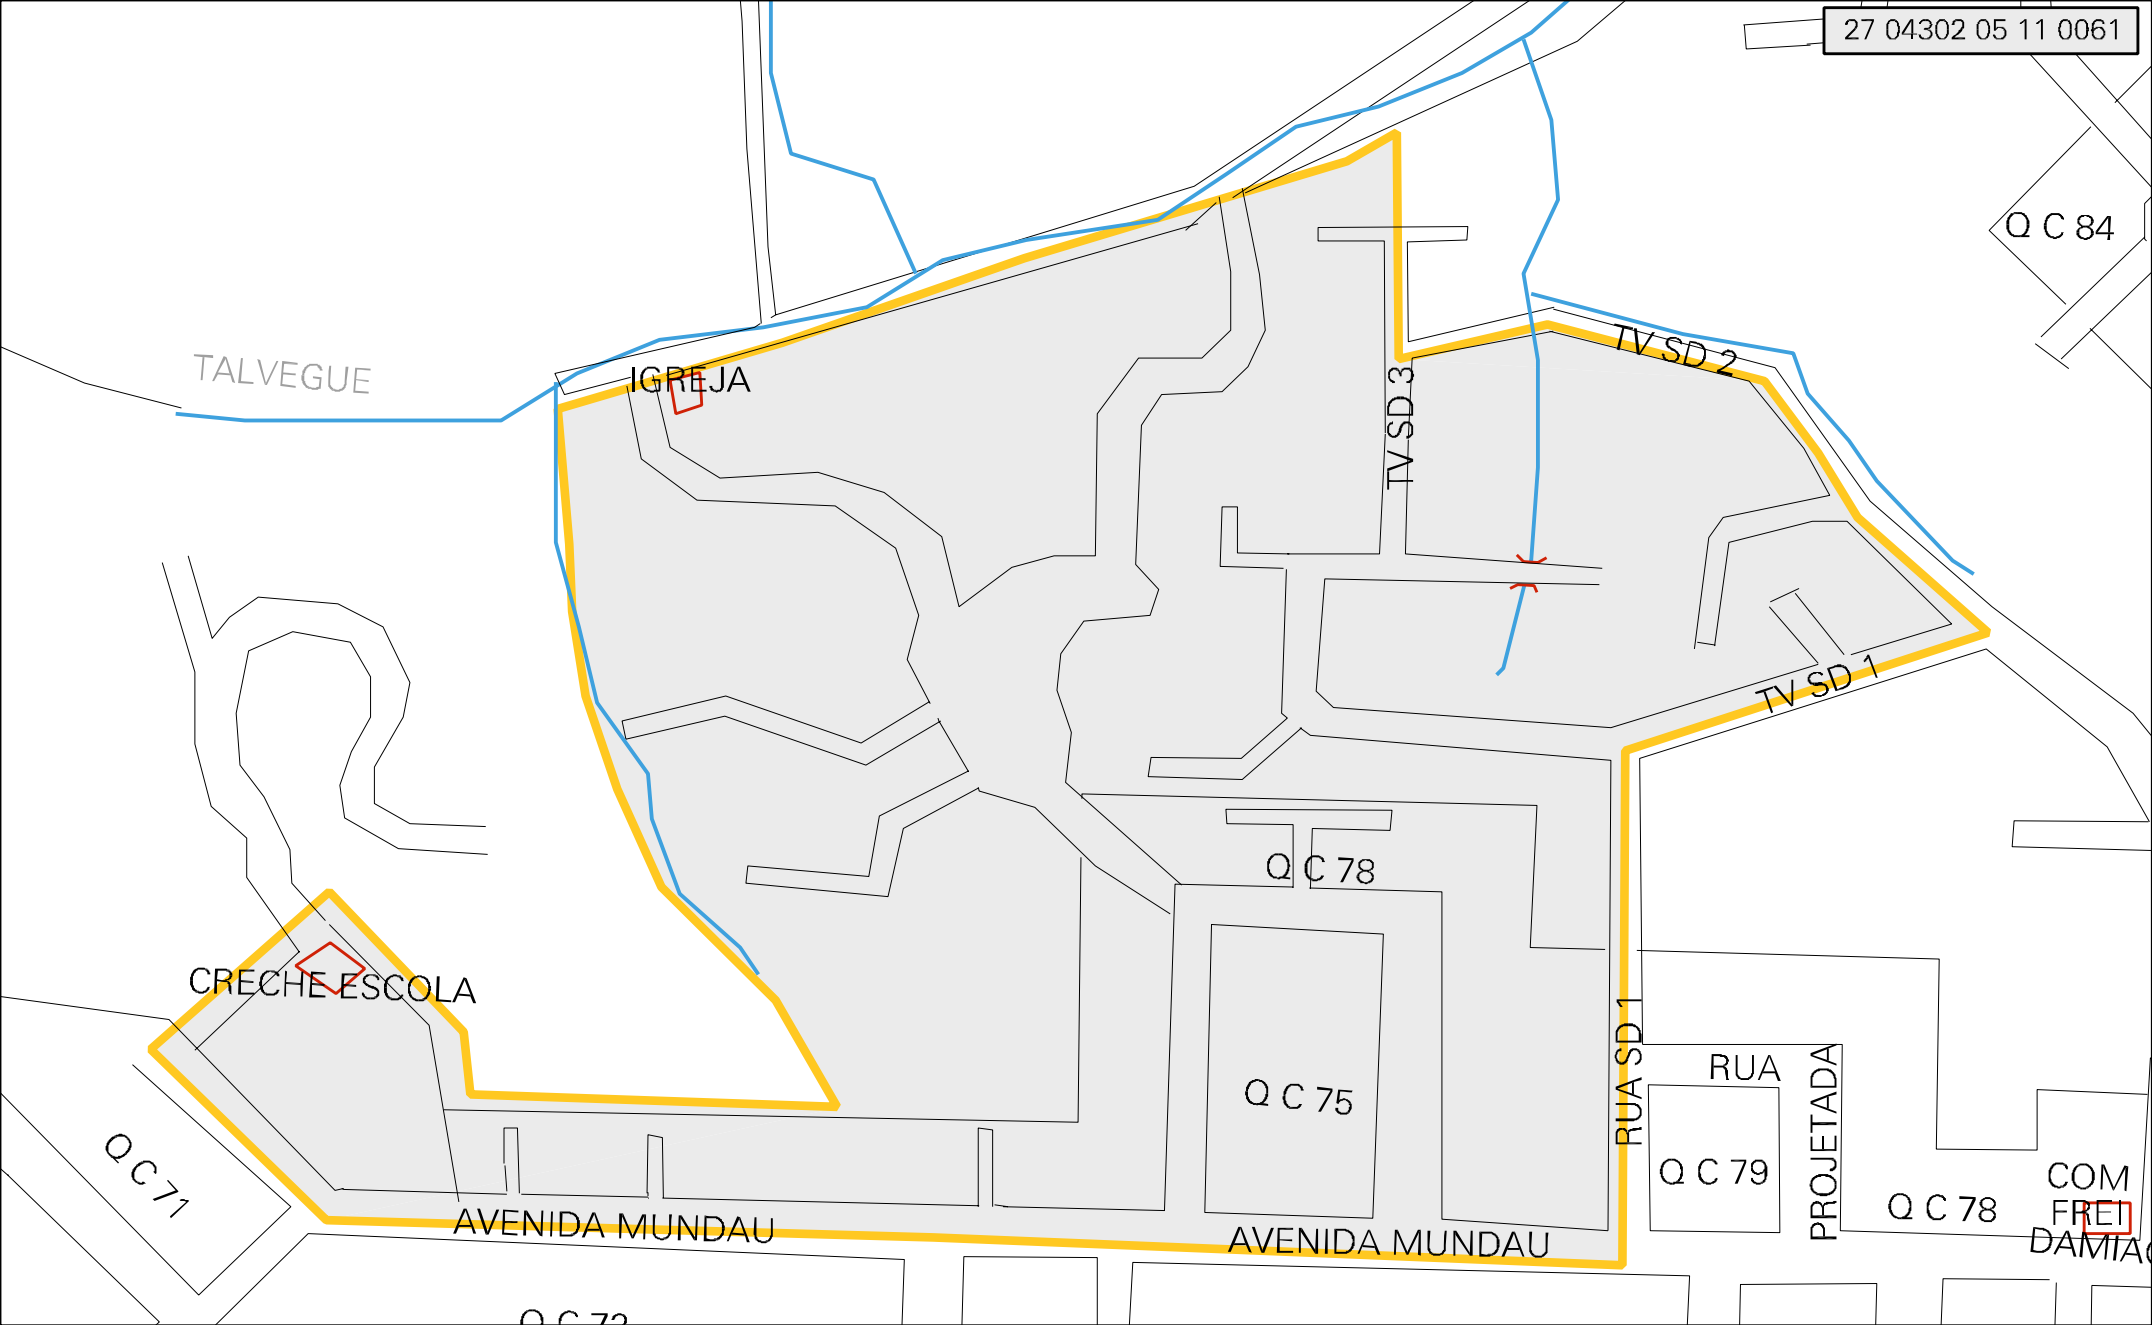 27 04302 05 11 0061
Q C 84
TV SD 2
TALVEGUE
IGREJA
TV SD 3
TV SD 1
Q C 78
CRECHE ESCOLA
RUA SD 1
RUA
PROJETADA
Q C 75
Q C 71
Q C 79
COM
FREI
Q C 78
AVENIDA MUNDAU
AVENIDA MUNDAU